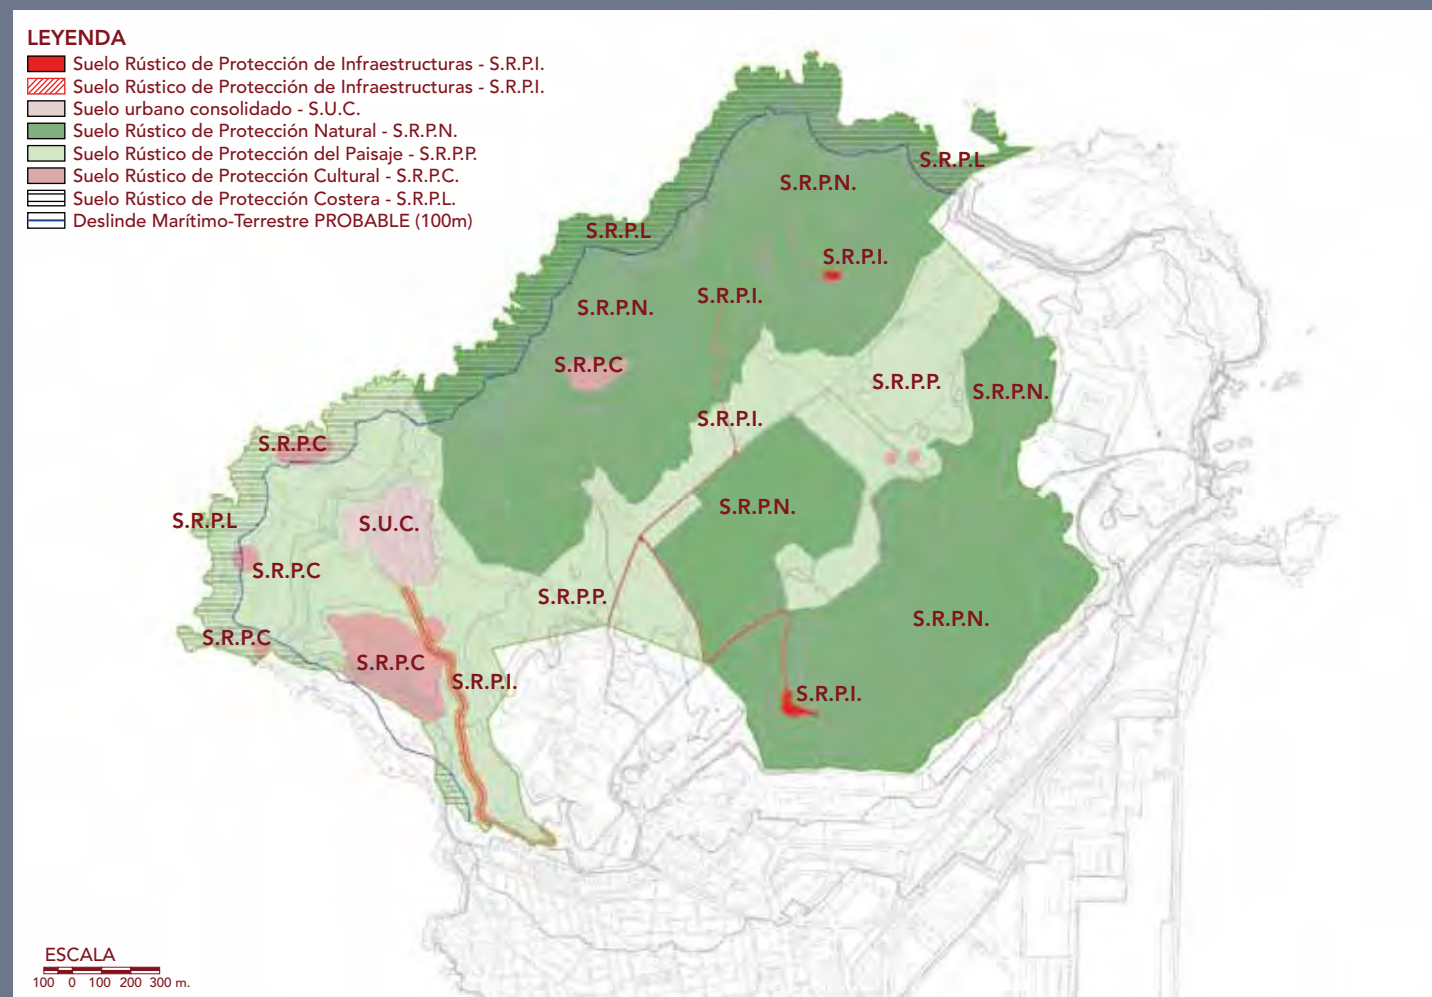 LEYENDA
Suelo Rústico de Protección de Infraestructuras - S.R.P.I.
Suelo Rústico de Protección de Infraestructuras - S.R.P.I.
Suelo urbano consolidado - S.U.C.
Suelo Rústico de Protección Natural - S.R.P.N.
Suelo Rústico de Protección del Paisaje - S.R.P.P.
Suelo Rústico de Protección Cultural - S.R.P.C.
Suelo Rústico de Protección Costera - S.R.P.L.
Deslinde Marítimo-Terrestre PROBABLE (100m)
S.R.P.L
S.R.P.N.
S.R.P.L
S.R.P.I.
S.R.P.I.
S.R.P.N.
S.R.P.C
S.R.P.P.
S.R.P.N.
S.R.P.I.
S.R.P.C
S.R.P.N.
S.R.P.L
S.U.C.
S.R.P.C
S.R.P.P.
S.R.P.N.
S.R.P.C
S.R.P.C
S.R.P.I.
S.R.P.I.
ESCALA
100 0 100 200 300 m.